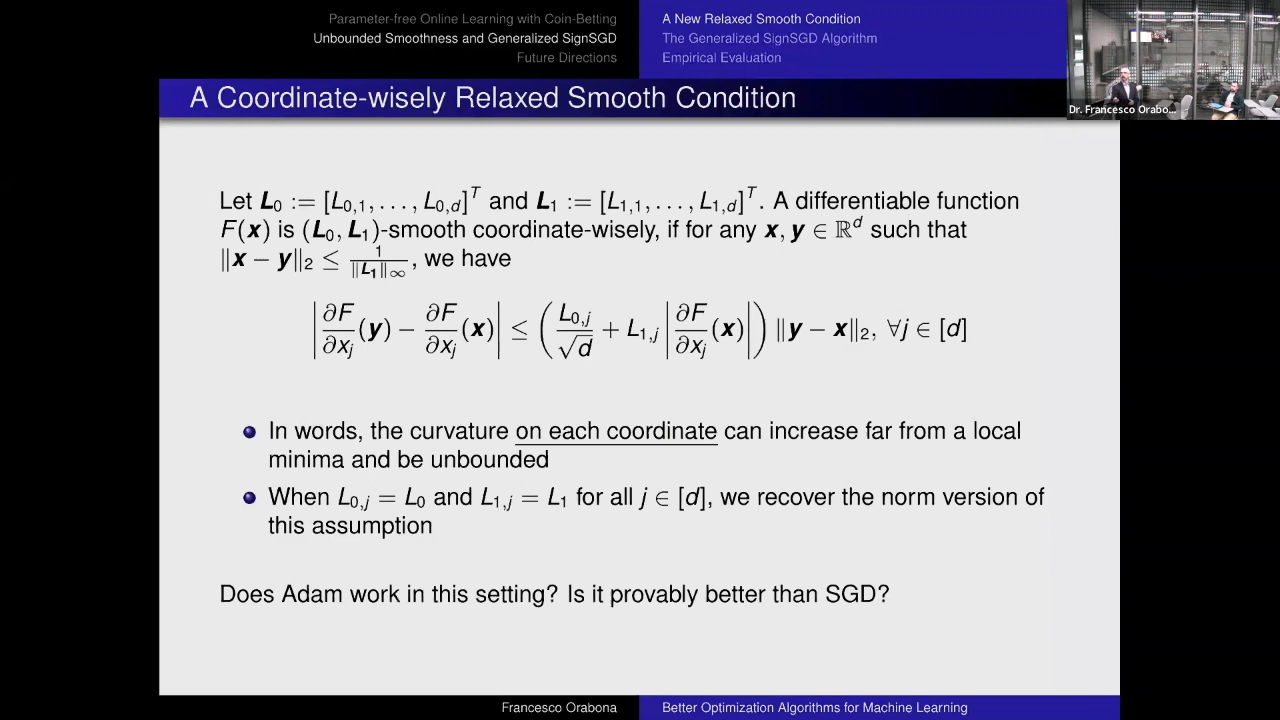 Parameter-free Online Learning with Coin-Betting
Unbounded Smoothness and Generalized SignSGD
Future Directions
A New Relaxed Smooth Condition
The Generalized SignSGD Algorithm
Empirical Evaluation
Dr. Francesco Orabo...
A Coordinate-wisely Relaxed Smooth Condition
Let L₀ := [L₀,₁, . . . , L₀,d]ᵀ and L₁ := [L₁,₁, . . . , L₁,d]ᵀ. A differentiable function
F(x) is (L₀, L₁)-smooth coordinate-wisely, if for any x, y ∈ ℝᵈ such that
‖x − y‖₂ ≤ 1/‖L₁‖∞, we have
|∂F/∂xⱼ(y) − ∂F/∂xⱼ(x)| ≤ (L₀,ⱼ/√d + L₁,ⱼ |∂F/∂xⱼ(x)|) ‖y − x‖₂, ∀j ∈ [d]
In words, the curvature on each coordinate can increase far from a local
minima and be unbounded
When L₀,ⱼ = L₀ and L₁,ⱼ = L₁ for all j ∈ [d], we recover the norm version of
this assumption
Does Adam work in this setting? Is it provably better than SGD?
Francesco Orabona
Better Optimization Algorithms for Machine Learning